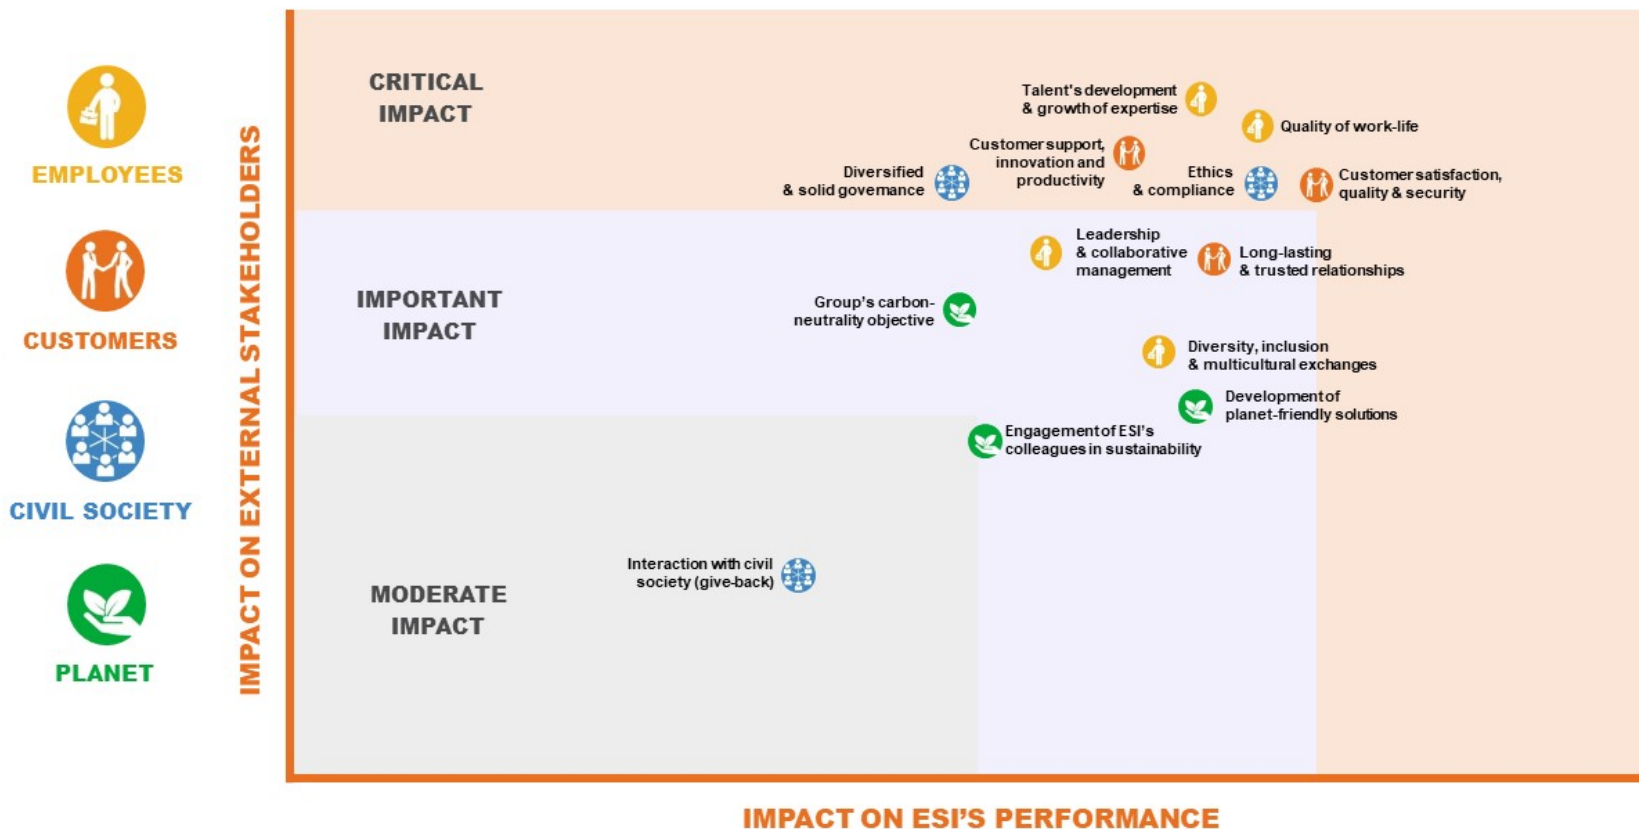 EMPLOYEES
CUSTOMERS
CIVIL SOCIETY
PLANET
IMPACT ON EXTERNAL STAKEHOLDERS
CRITICAL
IMPACT
Talent's development
& growth of expertise
Quality of work-life
Customer support,
innovation and
productivity
Diversified
& solid governance
Ethics
& compliance
Customer satisfaction,
quality & security
IMPORTANT
IMPACT
Leadership
& collaborative
management
Long-lasting
& trusted relationships
Group's carbon-
neutrality objective
Diversity, inclusion
& multicultural exchanges
Development of
planet-friendly solutions
Engagement of ESI's
colleagues in sustainability
MODERATE
IMPACT
Interaction with civil
society (give-back)
IMPACT ON ESI'S PERFORMANCE